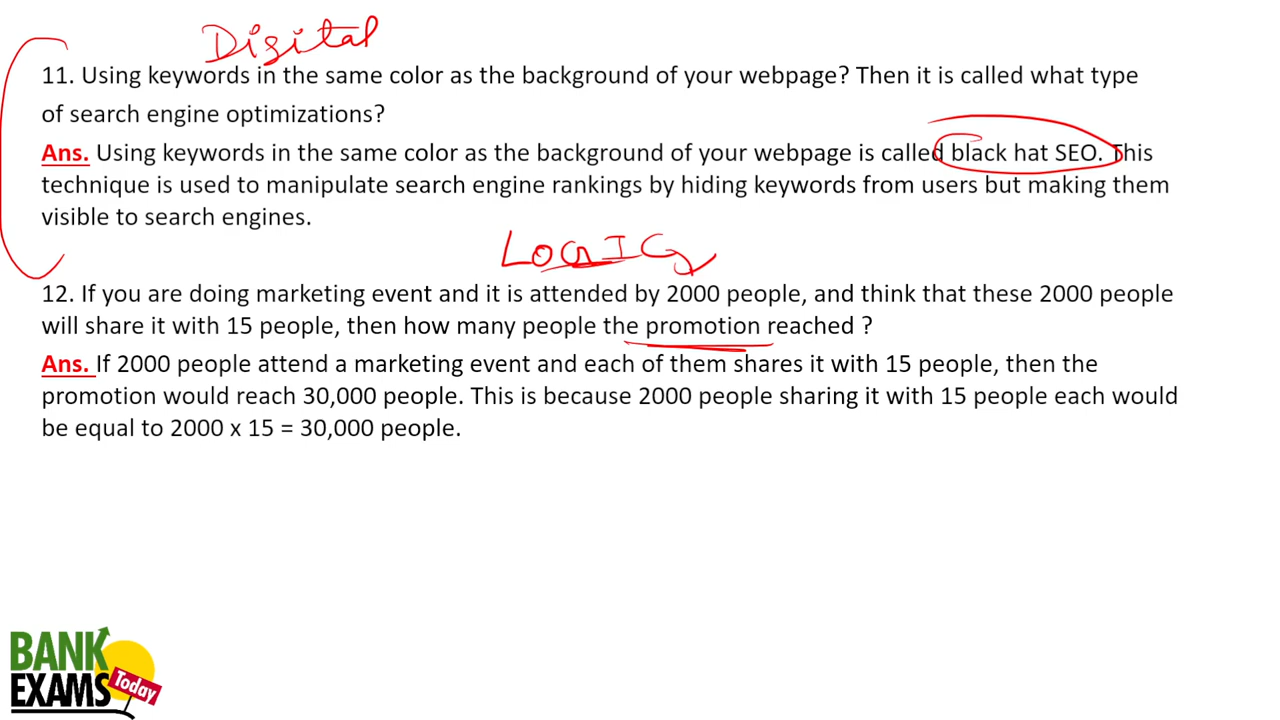 Digital
11. Using keywords in the same color as the background of your webpage? Then it is called what type
of search engine optimizations?
Ans. Using keywords in the same color as the background of your webpage is called black hat SEO. This
technique is used to manipulate search engine rankings by hiding keywords from users but making them
visible to search engines.
LOGIC
12. If you are doing marketing event and it is attended by 2000 people, and think that these 2000 people
will share it with 15 people, then how many people the promotion reached ?
Ans. If 2000 people attend a marketing event and each of them shares it with 15 people, then the
promotion would reach 30,000 people. This is because 2000 people sharing it with 15 people each would
be equal to 2000 x 15 = 30,000 people.
BANK
EXAMS
Today